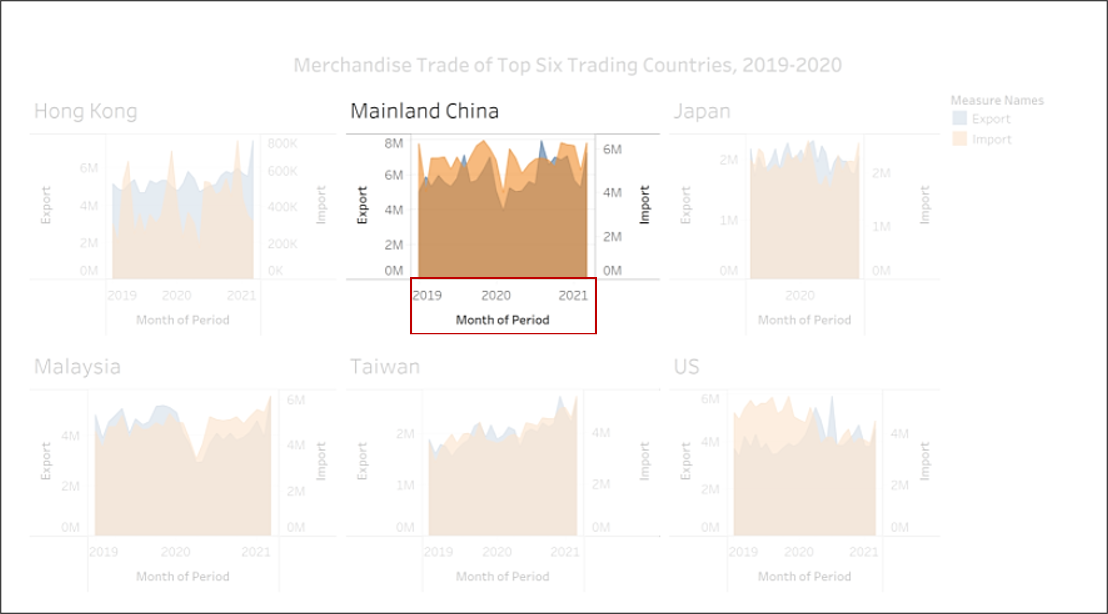 Merchandise Trade of Top Six Trading Countries, 2019-2020
Hong Kong
Mainland China
Japan
Measure Names
Export
Import
6M
4M
2M
0M
Export
800K
600K
400K
200K
0K
Import
2019 2020 2021
Month of Period
8M
6M
4M
2M
0M
Export
6M
4M
2M
0M
Import
2019 2020 2021
Month of Period
2M
1M
0M
Export
2M
1M
0M
Import
2020
Month of Period
Malaysia
Taiwan
US
4M
2M
0M
Export
6M
4M
2M
0M
Import
2019 2020 2021
Month of Period
2M
1M
0M
Export
4M
2M
0M
Import
2019 2020 2021
Month of Period
6M
4M
2M
0M
Export
4M
2M
0M
Import
2019 2020 2021
Month of Period